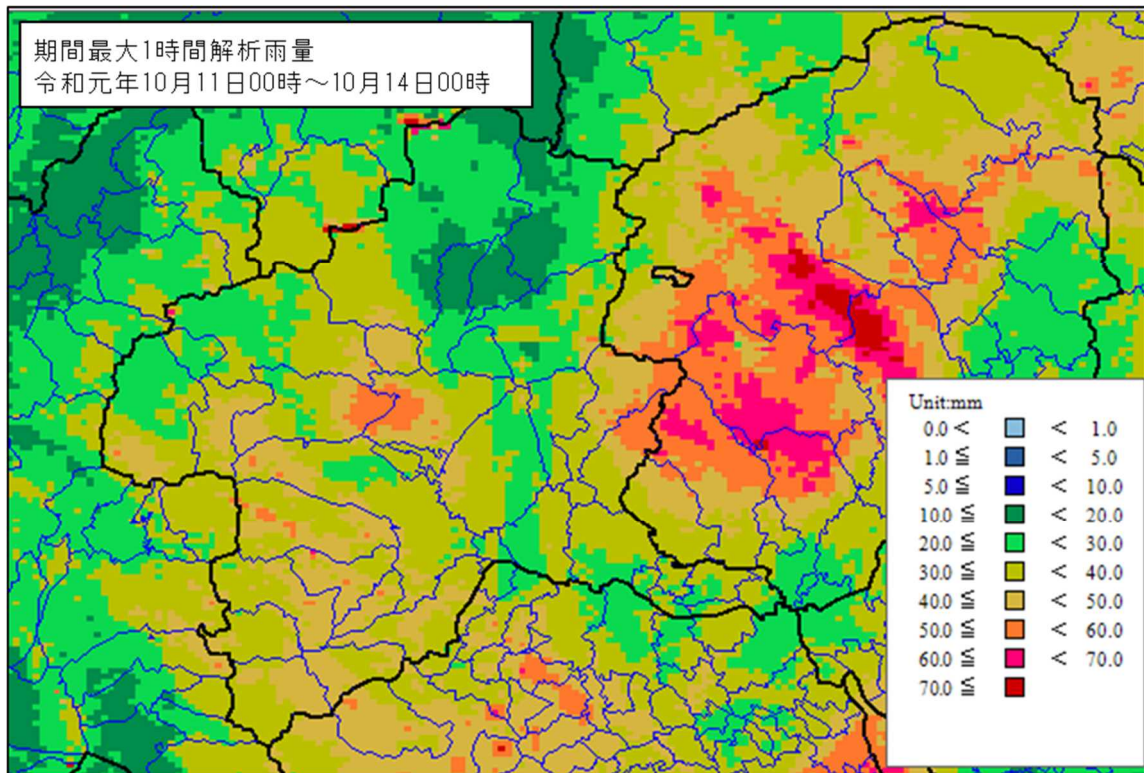 期間最大1時間解析雨量
令和元年10月11日00時～10月14日00時
Unit:mm
0.0 < < 1.0
1.0 ≦ < 5.0
5.0 ≦ < 10.0
10.0 ≦ < 20.0
20.0 ≦ < 30.0
30.0 ≦ < 40.0
40.0 ≦ < 50.0
50.0 ≦ < 60.0
60.0 ≦ < 70.0
70.0 ≦